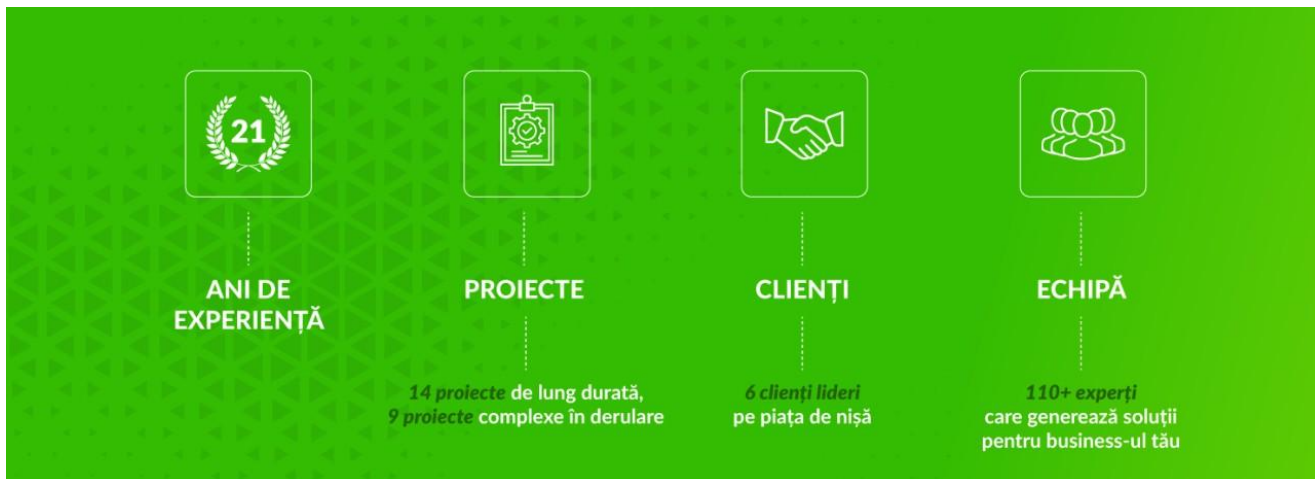 21
ANI DE
EXPERIENȚĂ
PROIECTE
14 proiecte de lung durată,
9 proiecte complexe în derulare
CLIENȚI
6 clienți lideri
pe piața de nișă
ECHIPĂ
110+ experți
care generează soluții
pentru business-ul tău